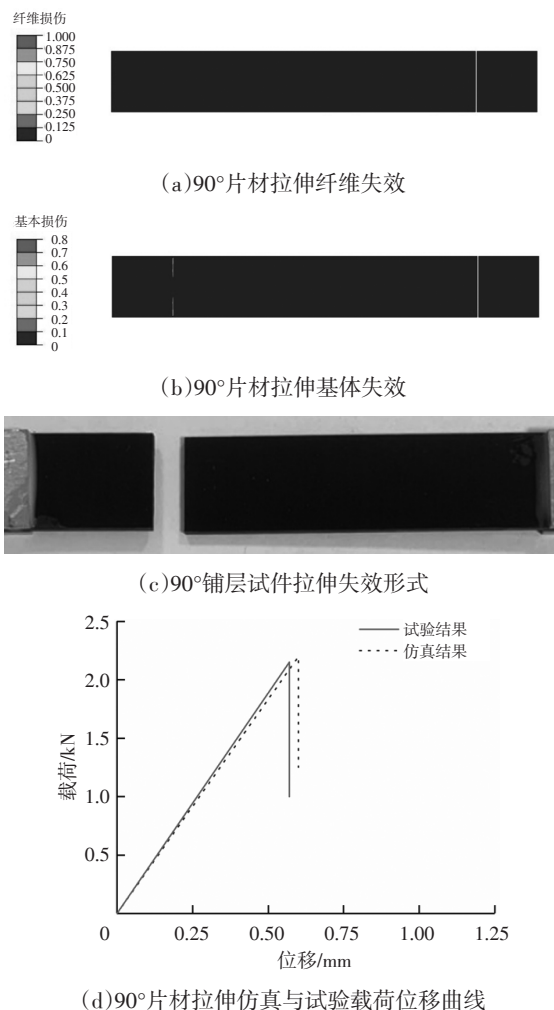 纤维损伤
1.000
0.875
0.750
0.625
0.500
0.375
0.250
0.125
0
(a)90°片材拉伸纤维失效
基本损伤
0.8
0.7
0.6
0.5
0.4
0.3
0.2
0.1
0
(b)90°片材拉伸基体失效
(c)90°铺层试件拉伸失效形式
2.5
2.0
1.5
1.0
0.5
载荷/kN
试验结果
仿真结果
0 0.25 0.50 0.75 1.00 1.25
位移/mm
(d)90°片材拉伸仿真与试验载荷位移曲线